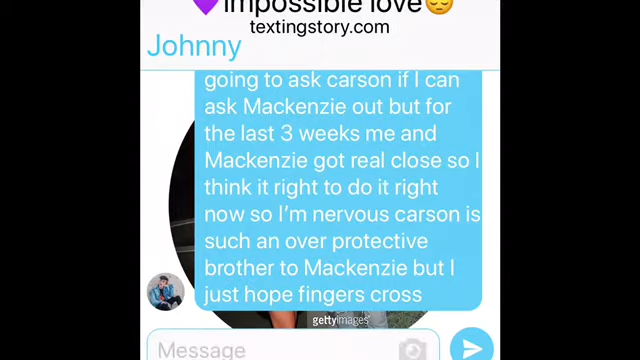 💜impossible love😔
textingstory.com
Johnny
going to ask carson if I can
ask Mackenzie out but for
the last 3 weeks me and
Mackenzie got real close so I
think it right to do it right
now so I'm nervous carson is
such an over protective
brother to Mackenzie but I
just hope fingers cross
gettyimages
Message